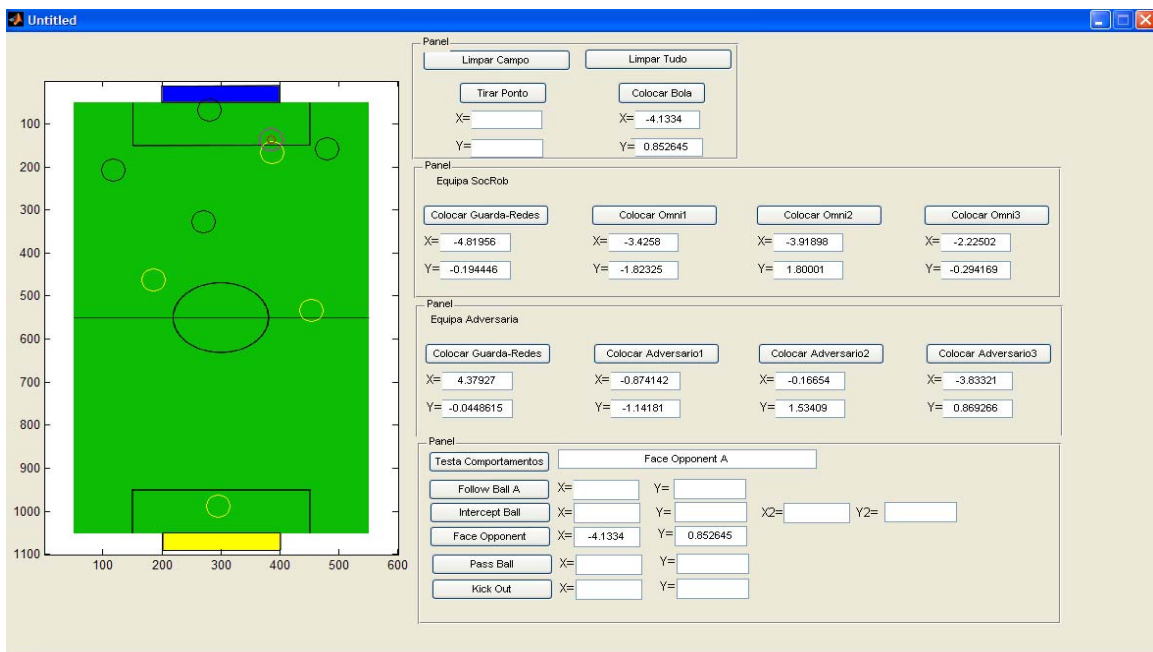 Untitled
100
200
300
400
500
600
700
800
900
1000
1100
100 200 300 400 500 600
Panel
Limpar Campo Limpar Tudo
Tirar Ponto Colocar Bola
X= X= -4.1334
Y= Y= 0.852645
Panel
Equipa SocRob
Colocar Guarda-Redes Colocar Omni1 Colocar Omni2 Colocar Omni3
X= -4.81956 X= -3.4258 X= -3.91898 X= -2.22502
Y= -0.194446 Y= -1.82325 Y= 1.80001 Y= -0.294169
Panel
Equipa Adversaria
Colocar Guarda-Redes Colocar Adversario1 Colocar Adversario2 Colocar Adversario3
X= 4.37927 X= -0.874142 X= -0.16654 X= -3.83321
Y= -0.0448615 Y= -1.14181 Y= 1.53409 Y= 0.869266
Panel
Testa Comportamentos Face Opponent A
Follow Ball A X= Y=
Intercept Ball X= Y= X2= Y2=
Face Opponent X= -4.1334 Y= 0.852645
Pass Ball X= Y=
Kick Out X= Y=